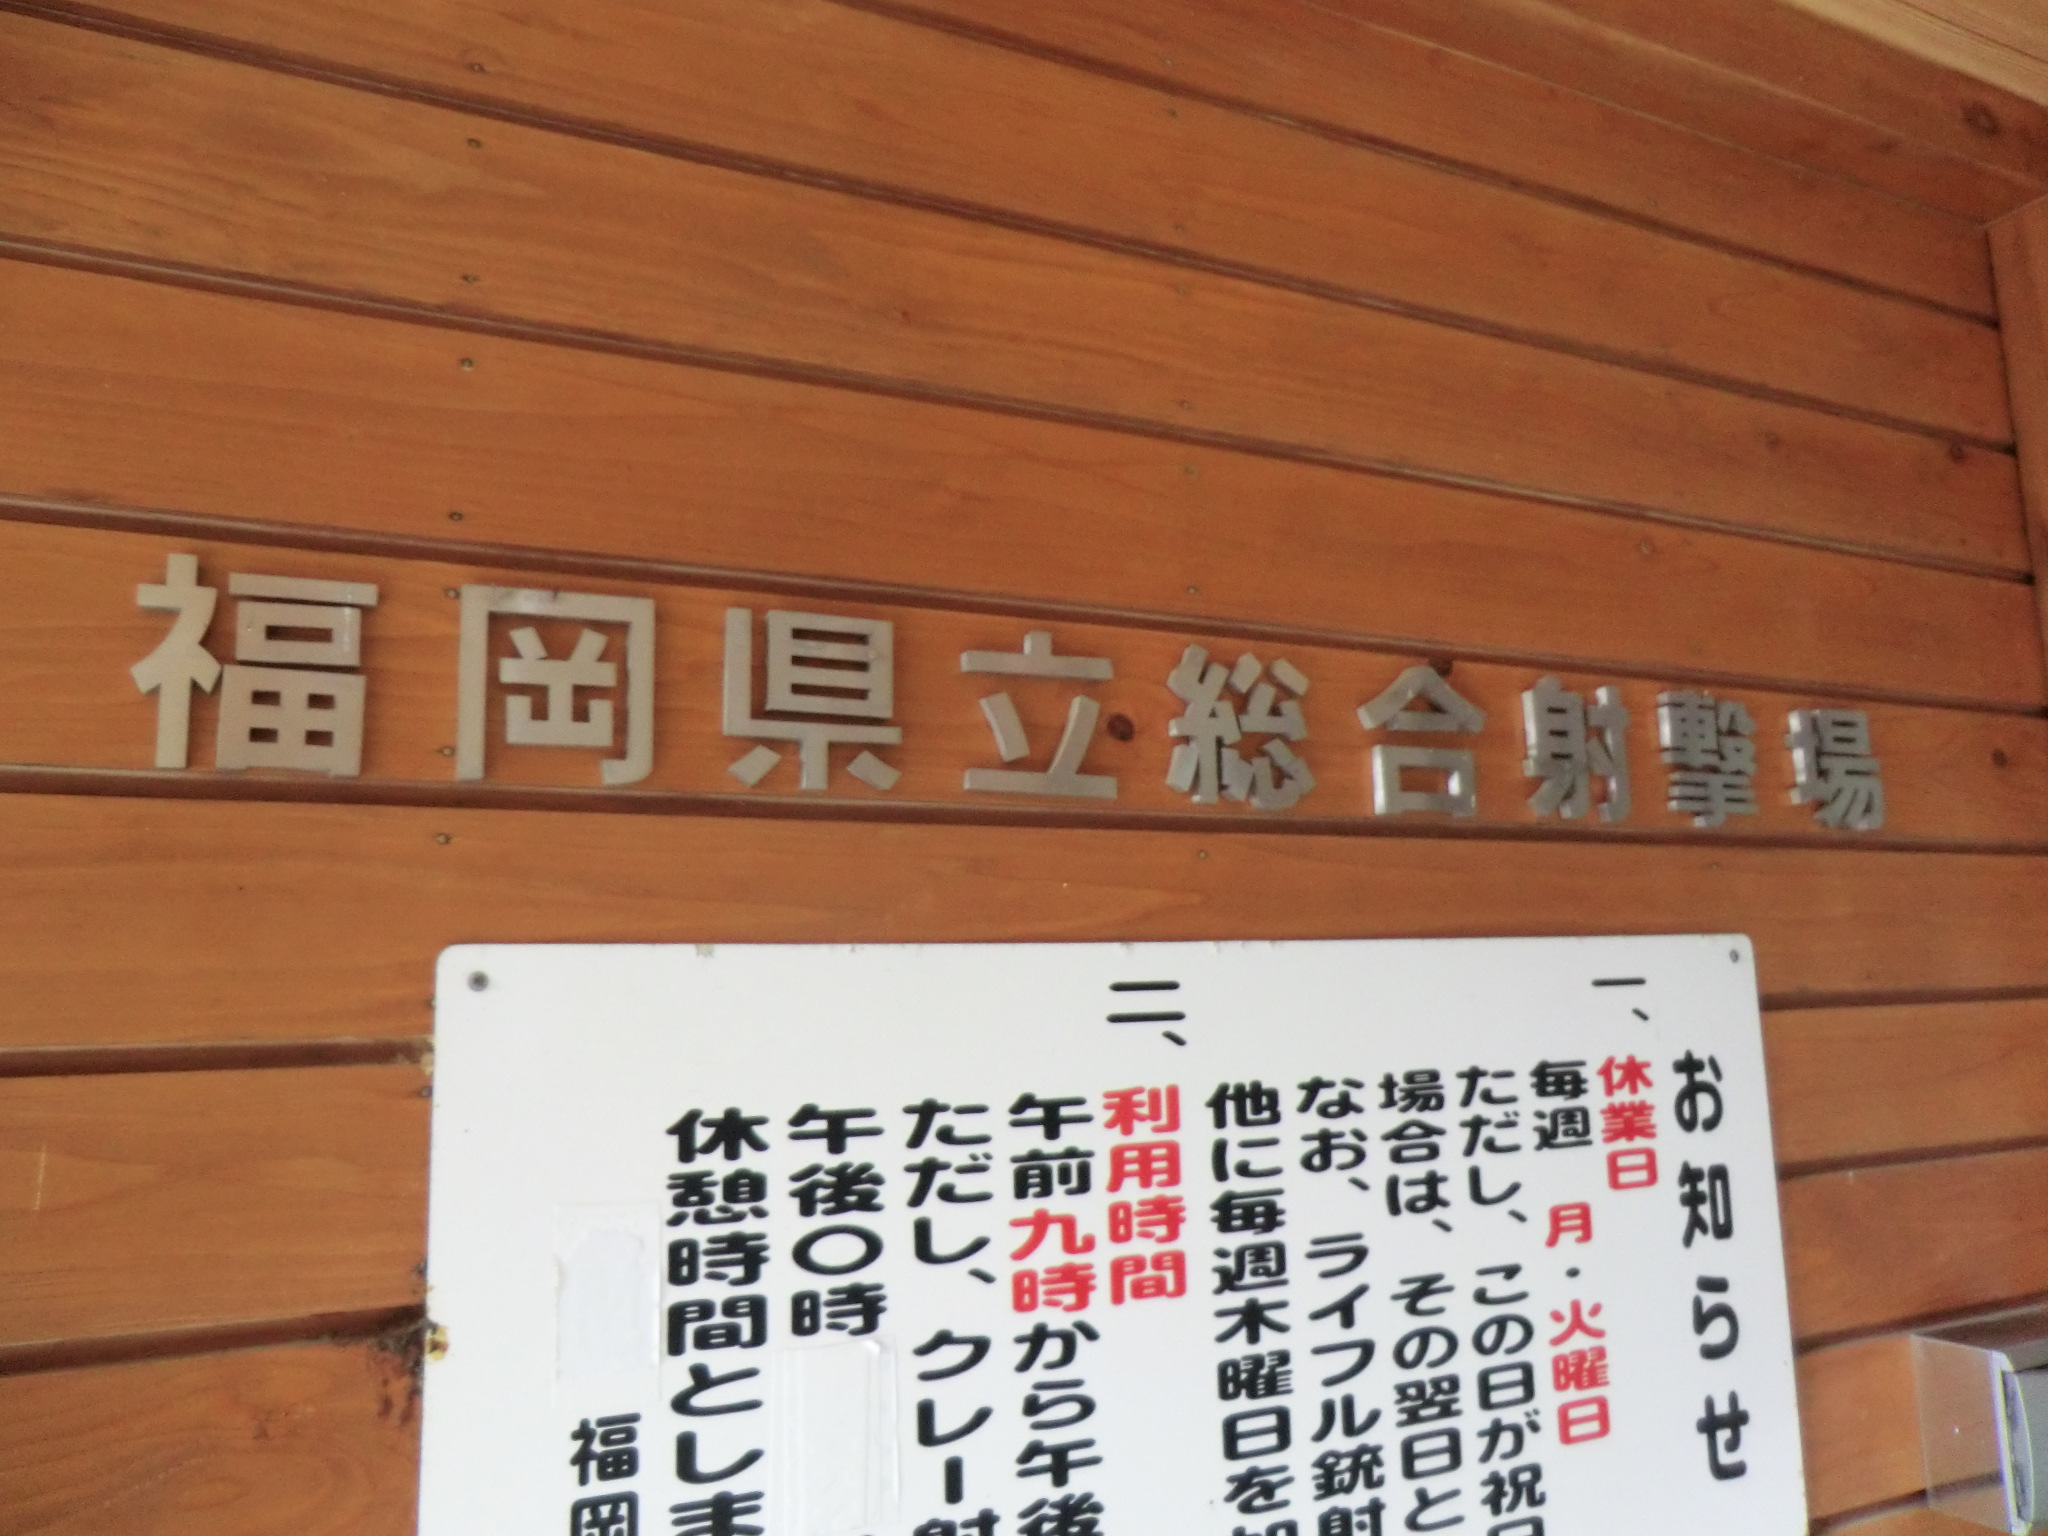 福岡県立総合射撃場
お知らせ
一、休業日
毎週 月・火曜日
ただし、この日が祝日
場合は、その翌日と
なお、ライフル銃射
他に毎週木曜日を加
二、利用時間
午前九時から午後
ただし、クレー射
午後〇時
休憩時間としま
福岡